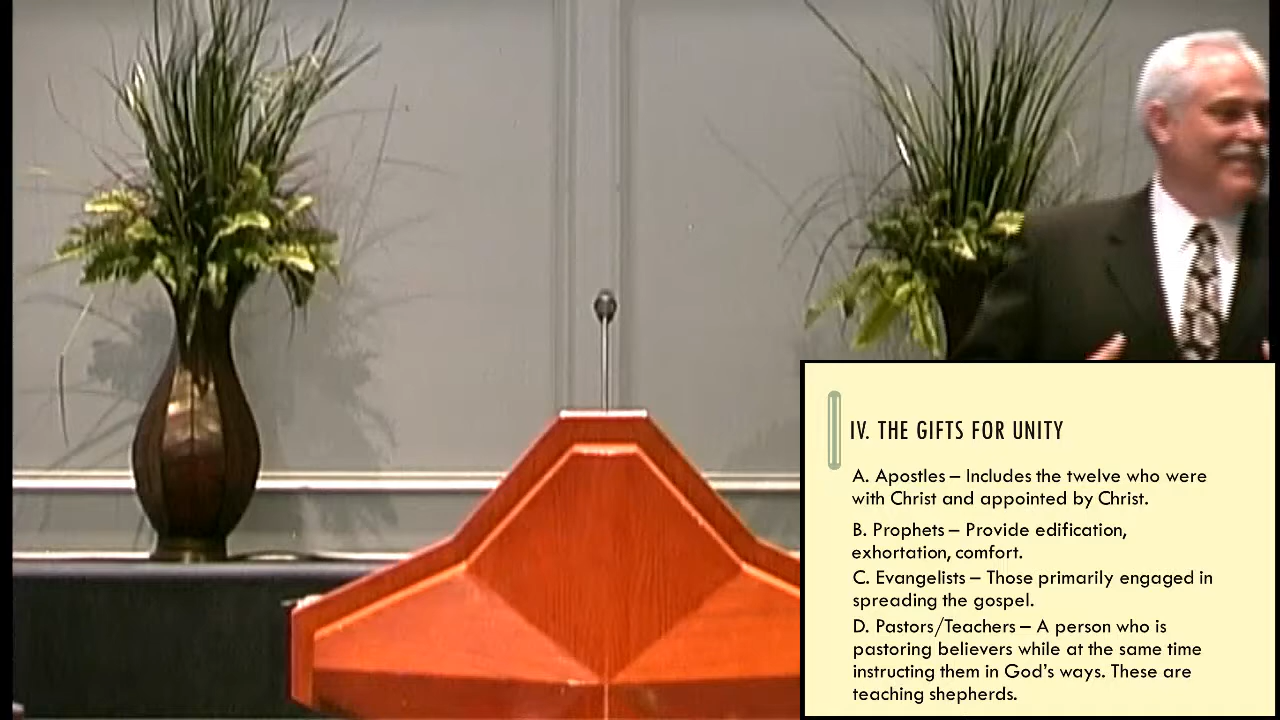 IV. THE GIFTS FOR UNITY
A. Apostles – Includes the twelve who were
with Christ and appointed by Christ.
B. Prophets – Provide edification,
exhortation, comfort.
C. Evangelists – Those primarily engaged in
spreading the gospel.
D. Pastors/Teachers – A person who is
pastoring believers while at the same time
instructing them in God's ways. These are
teaching shepherds.